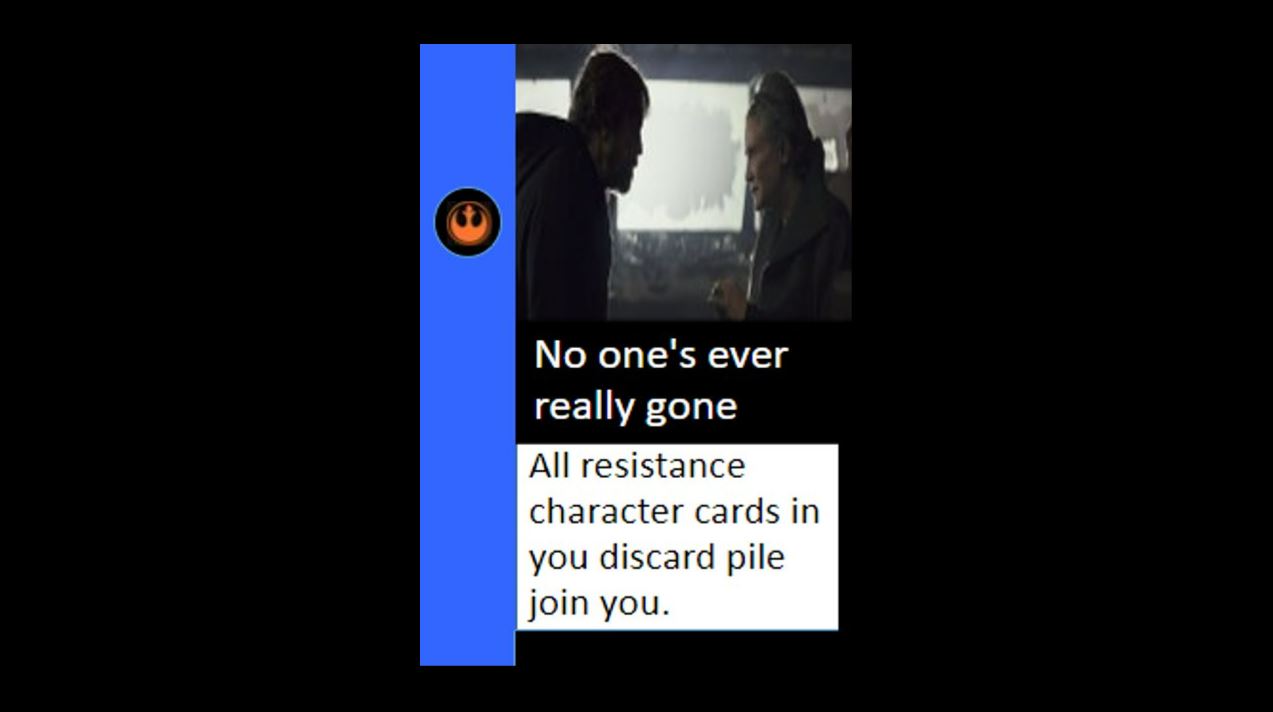 No one's ever
really gone
All resistance
character cards in
you discard pile
join you.